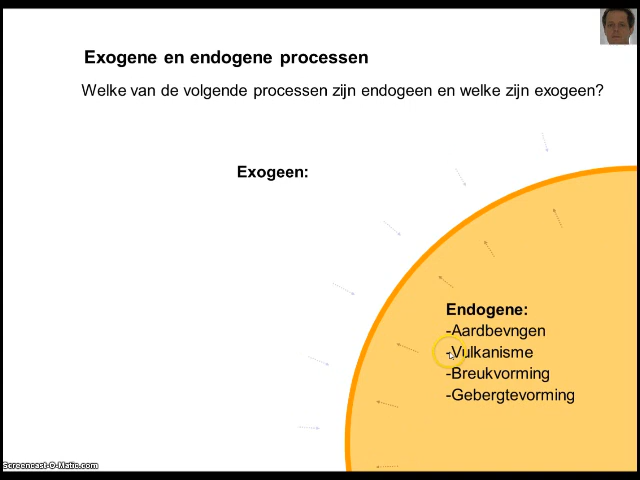 Exogene en endogene processen
Welke van de volgende processen zijn endogeen en welke zijn exogeen?
Exogeen:
Endogene:
-Aardbevngen
-Vulkanisme
-Breukvorming
-Gebergtevorming
Screencast-O-Matic.com